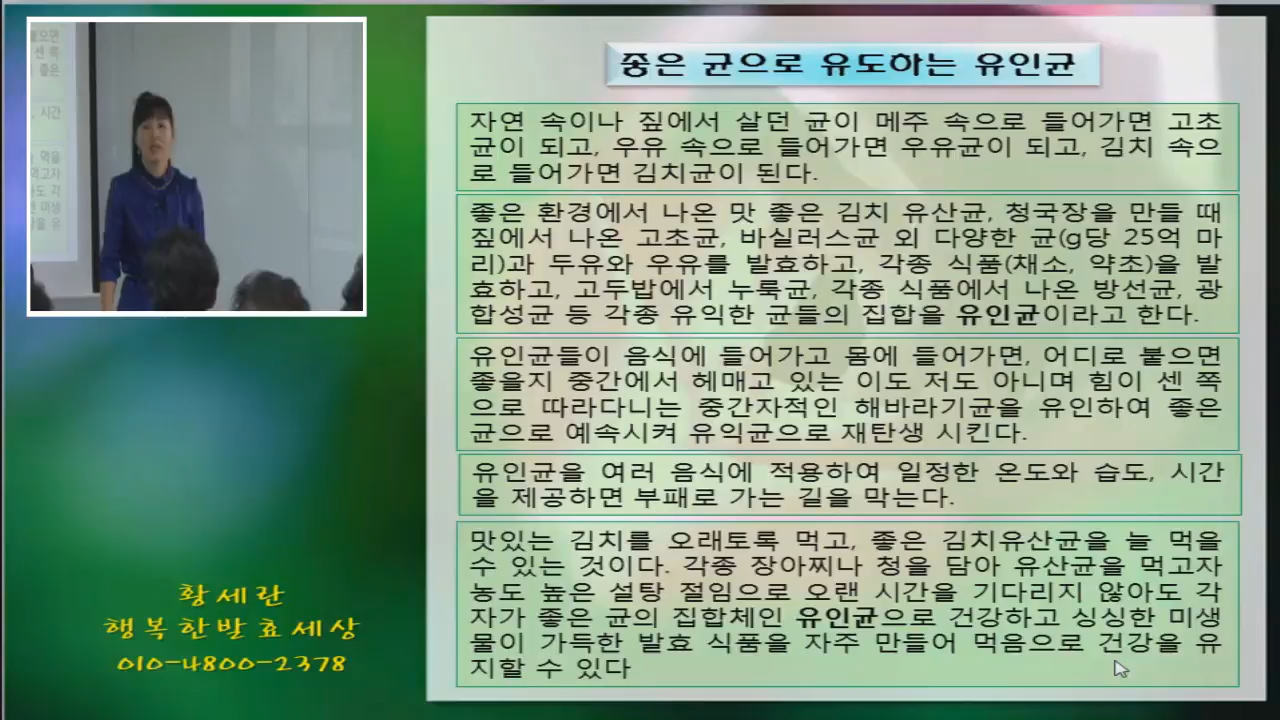 좋은 균으로 유도하는 유인균
자연 속이나 짚에서 살던 균이 메주 속으로 들어가면 고초
균이 되고, 우유 속으로 들어가면 우유균이 되고, 김치 속으
로 들어가면 김치균이 된다.
좋은 환경에서 나온 맛 좋은 김치 유산균, 청국장을 만들 때
짚에서 나온 고초균, 바실러스균 외 다양한 균(g당 25억 마
리)과 두유와 우유를 발효하고, 각종 식품(채소, 약초)을 발
효하고, 고두밥에서 누룩균, 각종 식품에서 나온 방선균, 광
합성균 등 각종 유익한 균들의 집합을 유인균이라고 한다.
유인균들이 음식에 들어가고 몸에 들어가면, 어디로 붙으면
좋을지 중간에서 헤매고 있는 이도 저도 아니며 힘이 센 쪽
으로 따라다니는 중간자적인 해바라기균을 유인하여 좋은
균으로 예속시켜 유익균으로 재탄생 시킨다.
유인균을 여러 음식에 적용하여 일정한 온도와 습도, 시간
을 제공하면 부패로 가는 길을 막는다.
맛있는 김치를 오래토록 먹고, 좋은 김치유산균을 늘 먹을
수 있는 것이다. 각종 장아찌나 청을 담아 유산균을 먹고자
농도 높은 설탕 절임으로 오랜 시간을 기다리지 않아도 각
자가 좋은 균의 집합체인 유인균으로 건강하고 싱싱한 미생
물이 가득한 발효 식품을 자주 만들어 먹음으로 건강을 유
지할 수 있다
황세란
행복한발효세상
010-4800-2378